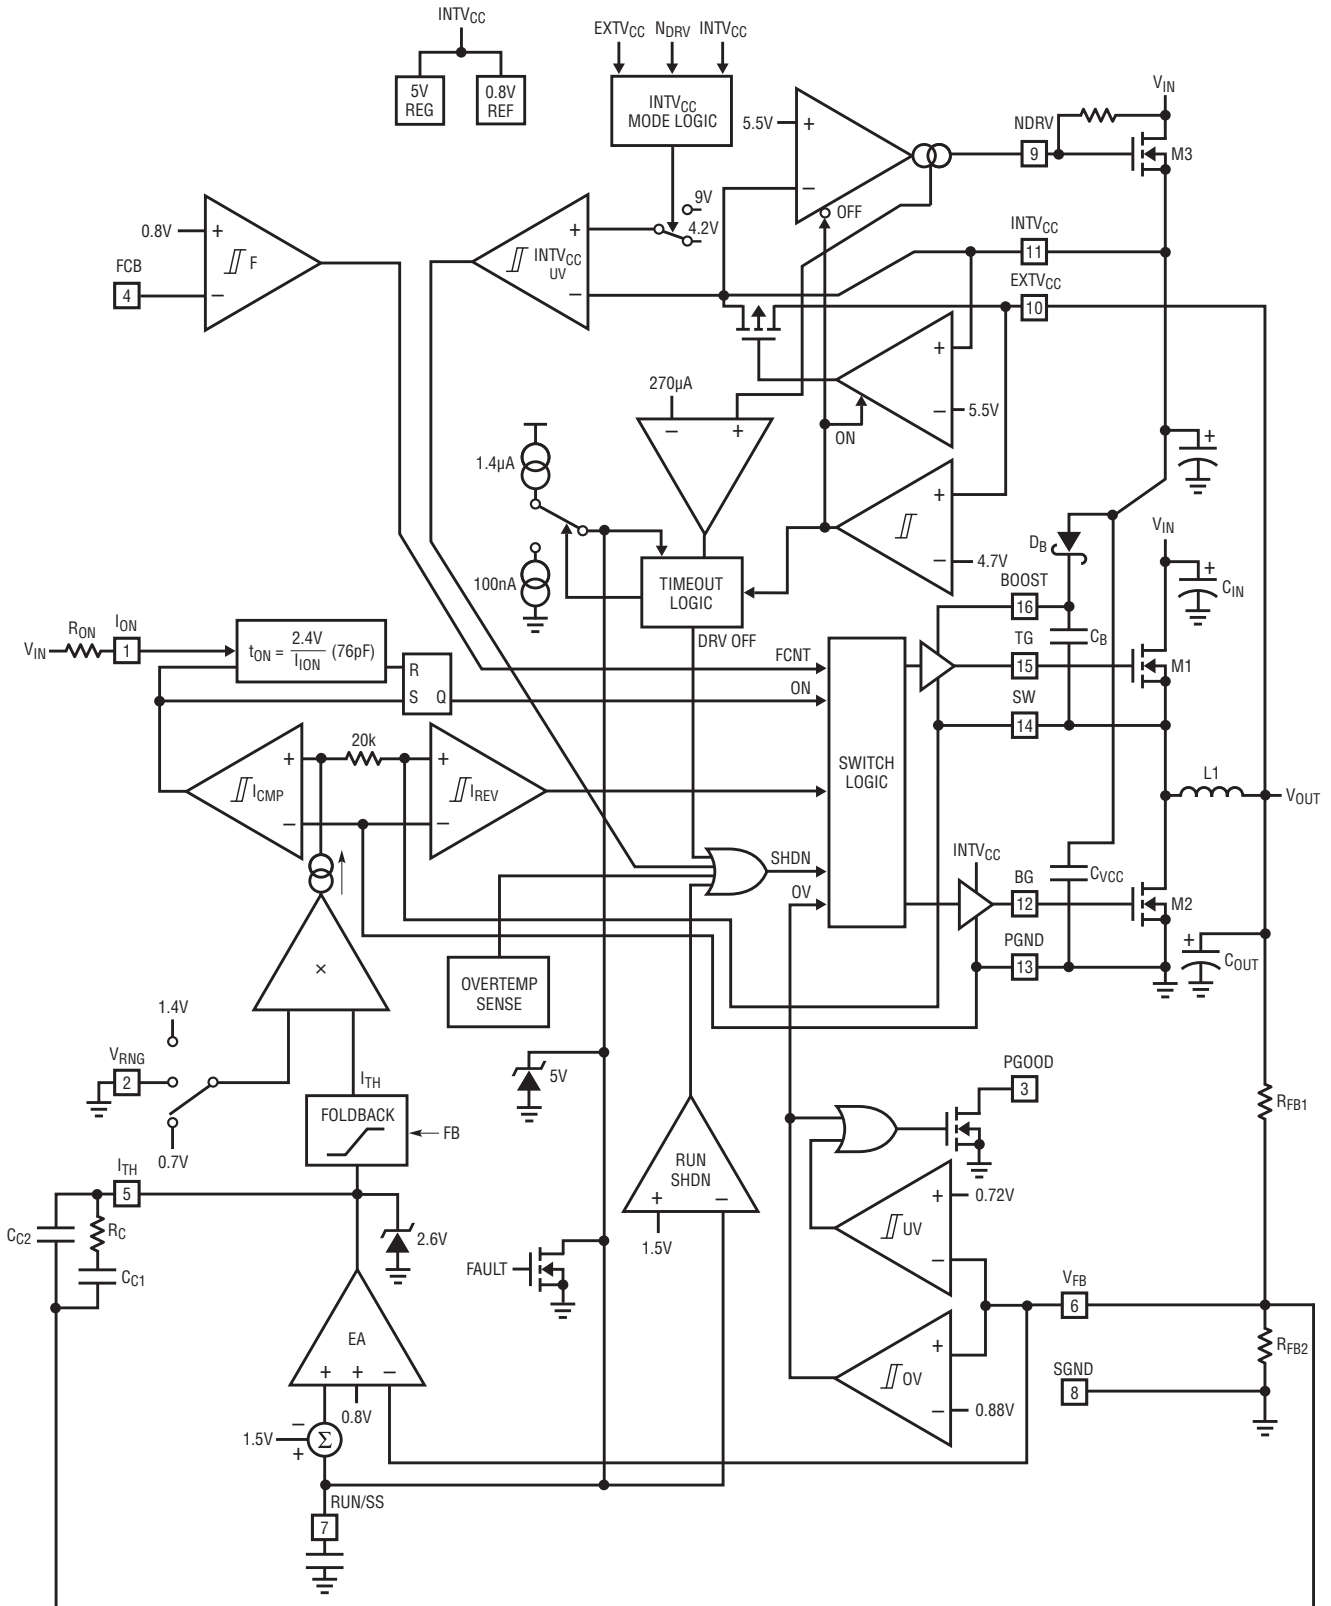 INTVCC
5V
REG
0.8V
REF
EXTVCC NDRV INTVCC
INTVCC
MODE LOGIC
5.5V
+
−
OFF
NDRV
9
VIN
M3
0.8V
FCB
4
+
F
−
9V
4.2V
+
INTVCC
UV
−
INTVCC
11
EXTVCC
10
+
−
5.5V
ON
270µA
−
+
1.4µA
100nA
TIMEOUT
LOGIC
DRV OFF
+
−
4.7V
+
DB
BOOST
16
CB
TG
15
SW
14
VIN
+
CIN
M1
L1
VOUT
VIN
RON
ION
1
tON = 2.4V/IION (76pF)
R
S
Q
FCNT
ON
SWITCH
LOGIC
20k
+
ICMP
−
+
IREV
−
SHDN
OV
INTVCC
BG
12
PGND
13
CVCC
M2
+
COUT
×
OVERTEMP
SENSE
1.4V
VRNG
2
0.7V
ITH
FOLDBACK
FB
5V
PGOOD
3
RFB1
ITH
5
CC2
RC
CC1
2.6V
RUN
SHDN
+
−
1.5V
FAULT
+
UV
−
0.72V
VFB
6
EA
+
+
−
0.8V
1.5V
−
+
Σ
+
OV
−
0.88V
SGND
8
RFB2
RUN/SS
7